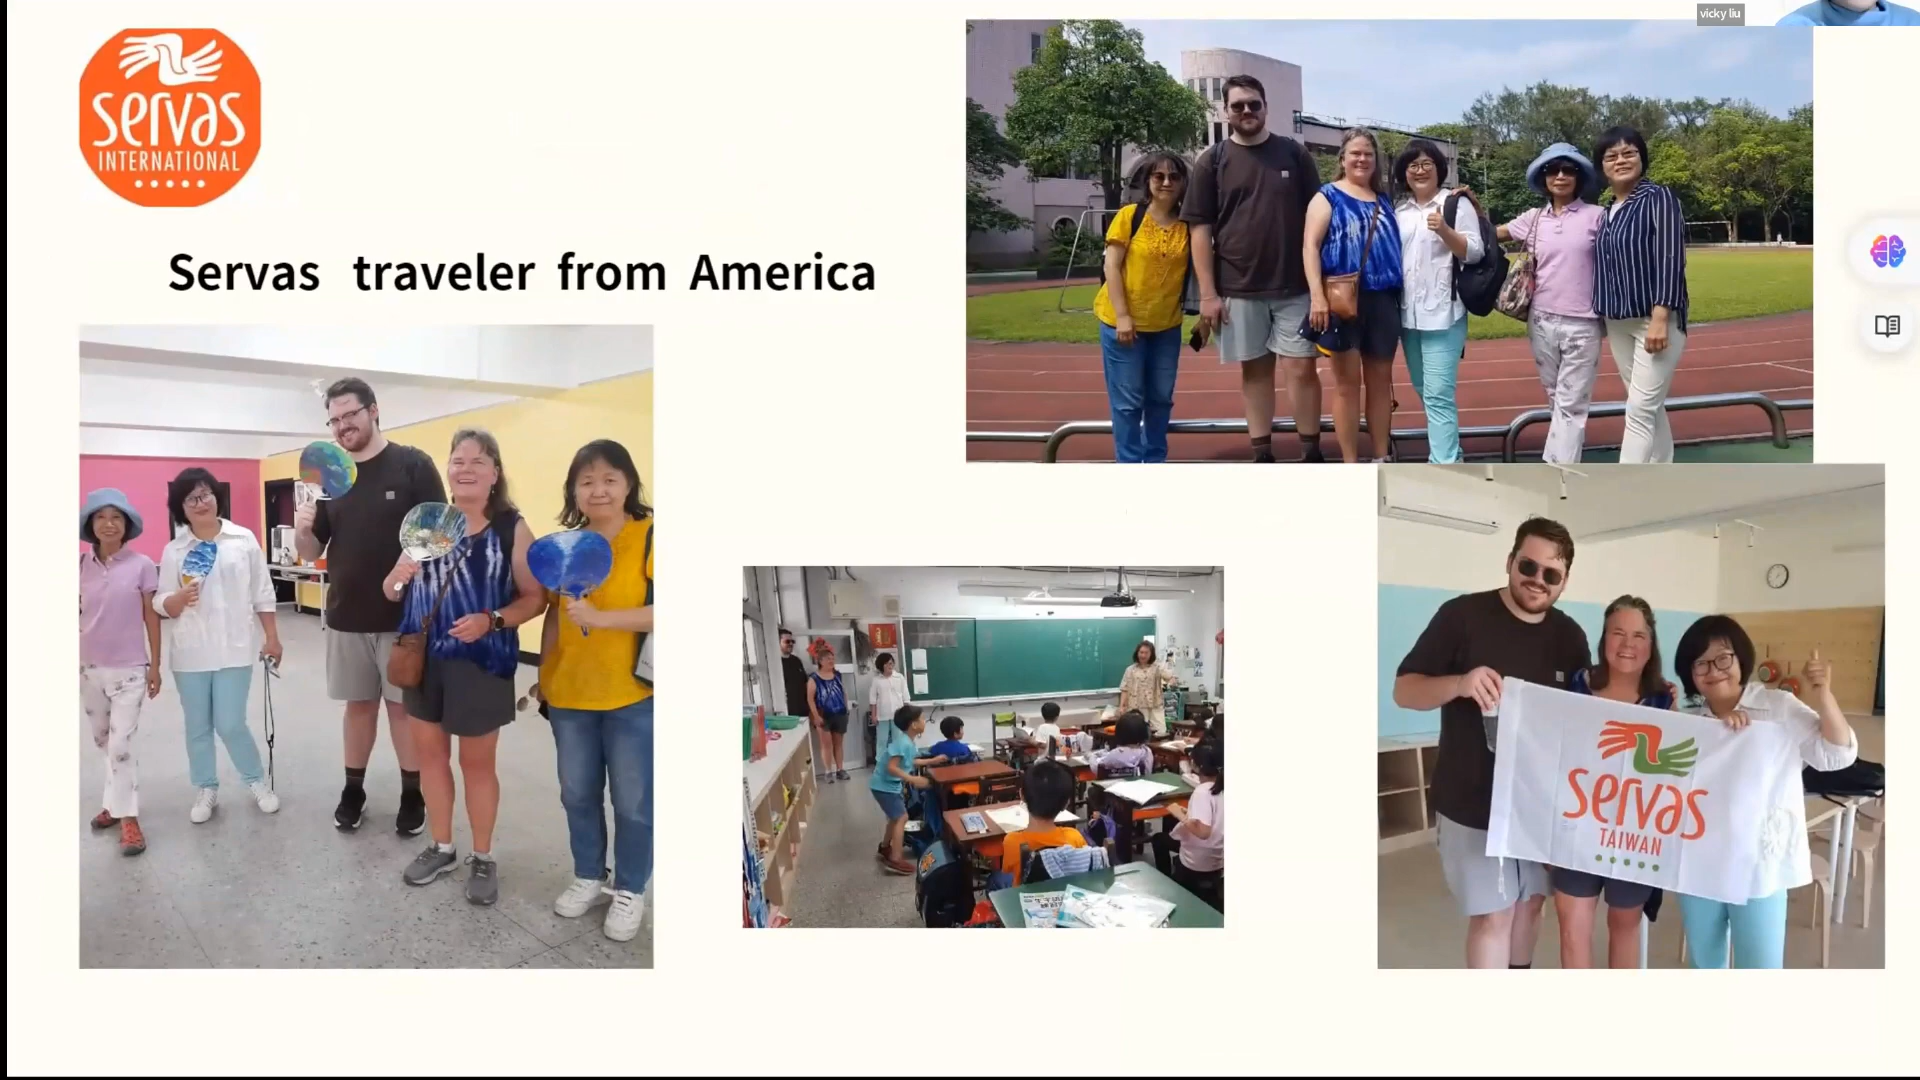 vicky liu
servas
INTERNATIONAL
Servas traveler from America
servas
TAIWAN